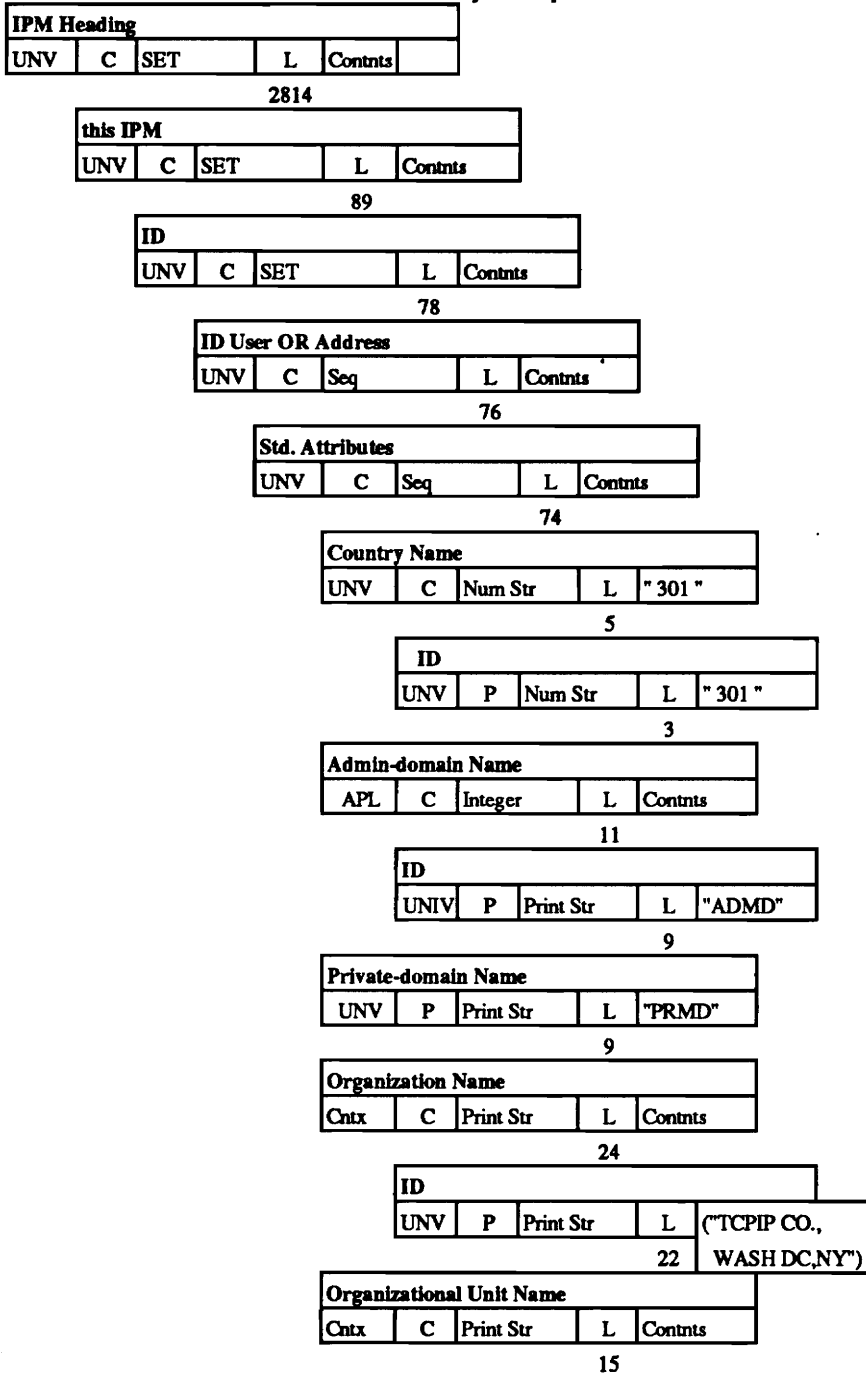 IPM Heading
UNV C SET L Contnts
2814
this IPM
UNV C SET L Contnts
89
ID
UNV C SET L Contnts
78
ID User OR Address
UNV C Seq L Contnts
76
Std. Attributes
UNV C Seq L Contnts
74
Country Name
UNV C Num Str L " 301 "
5
ID
UNV P Num Str L " 301 "
3
Admin-domain Name
APL C Integer L Contnts
11
ID
UNIV P Print Str L "ADMD"
9
Private-domain Name
UNV P Print Str L "PRMD"
9
Organization Name
Cntx C Print Str L Contnts
24
ID
UNV P Print Str L ("TCPIP CO.,
22 WASH DC,NY")
Organizational Unit Name
Cntx C Print Str L Contnts
15